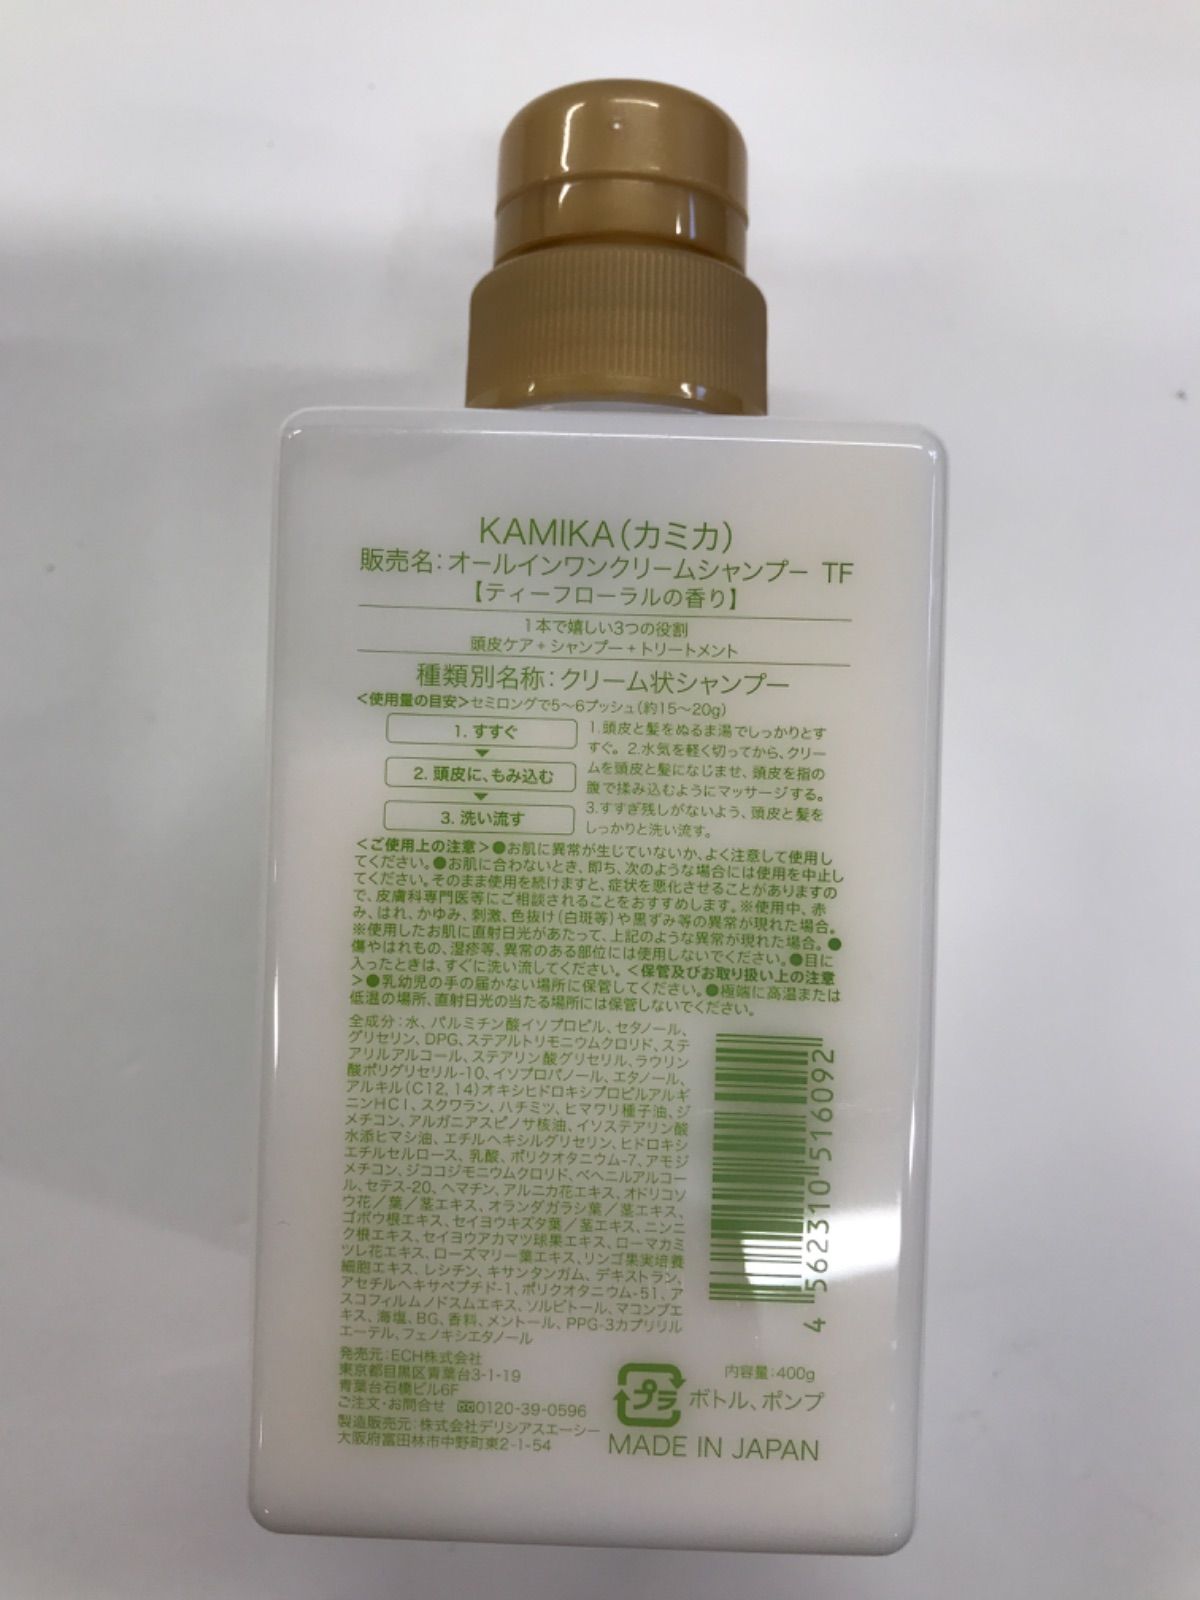 KAMIKA(カミカ)
販売名:オールインワンクリームシャンプー TF
【ティーフローラルの香り】
1本で嬉しい3つの役割
頭皮ケア+シャンプー+トリートメント
種類別名称:クリーム状シャンプー
<使用量の目安>セミロングで5〜6プッシュ(約15〜20g)
1. すすぐ
2. 頭皮に、もみ込む
3. 洗い流す
1.頭皮と髪をぬるま湯でしっかりとす
すぐ。2.水気を軽く切ってから、クリー
ムを頭皮と髪になじませ、頭皮を指の
腹で揉み込むようにマッサージする。
3.すすぎ残しがないよう、頭皮と髪を
しっかりと洗い流す。
<ご使用上の注意>●お肌に異常が生じていないか、よく注意して使用し
てください。●お肌に合わないとき、即ち、次のような場合には使用を中止し
てください。そのまま使用を続けますと、症状を悪化させることがありますの
で、皮膚科専門医等にご相談されることをおすすめします。※使用中、赤
み、はれ、かゆみ、刺激、色抜け(白斑等)や黒ずみ等の異常が現れた場合。
※使用したお肌に直射日光があたって、上記のような異常が現れた場合。●
傷やはれもの、湿疹等、異常のある部位には使用しないでください。●目に
入ったときは、すぐに洗い流してください。<保管及びお取り扱い上の注意
>●乳幼児の手の届かない場所に保管してください。●極端に高温または
低温の場所、直射日光の当たる場所には保管しないでください。
全成分:水、パルミチン酸イソプロピル、セタノール、
グリセリン、DPG、ステアルトリモニウムクロリド、ステ
アリルアルコール、ステアリン酸グリセリル、ラウリン
酸ポリグリセリル-10、イソプロパノール、エタノール、
アルキル(C12,14)オキシヒドロキシプロピルアルギ
ニンHCl、スクワラン、ハチミツ、ヒマワリ種子油、ジ
メチコン、アルガニアスピノサ核油、イソステアリン酸
水添ヒマシ油、エチルヘキシルグリセリン、ヒドロキシ
エチルセルロース、乳酸、ポリクオタニウム-7、アモジ
メチコン、ジココジモニウムクロリド、ベヘニルアルコー
ル、セテス-20、ヘマチン、アルニカ花エキス、オドリコソ
ウ花/葉/茎エキス、オランダガラシ葉/茎エキス、
ゴボウ根エキス、セイヨウキズタ葉/茎エキス、ニンニ
ク根エキス、セイヨウアカマツ球果エキス、ローマカミ
ツレ花エキス、ローズマリー葉エキス、リンゴ果実培養
細胞エキス、レシチン、キサンタンガム、デキストラン、
アセチルヘキサペプチド-1、ポリクオタニウム-51、ア
スコフィルムノドスムエキス、ソルビトール、マコンブエ
キス、海塩、BG、香料、メントール、PPG-3カプリリル
エーテル、フェノキシエタノール
4 562310 516092
発売元:ECH株式会社
東京都目黒区青葉台3-1-19
青葉台石橋ビル6F
ご注文・お問合せ 0120-39-0596
製造販売元:株式会社デリシアスエーシー
大阪府富田林市中野町東2-1-54
内容量:400g
プラ ボトル、ポンプ
MADE IN JAPAN